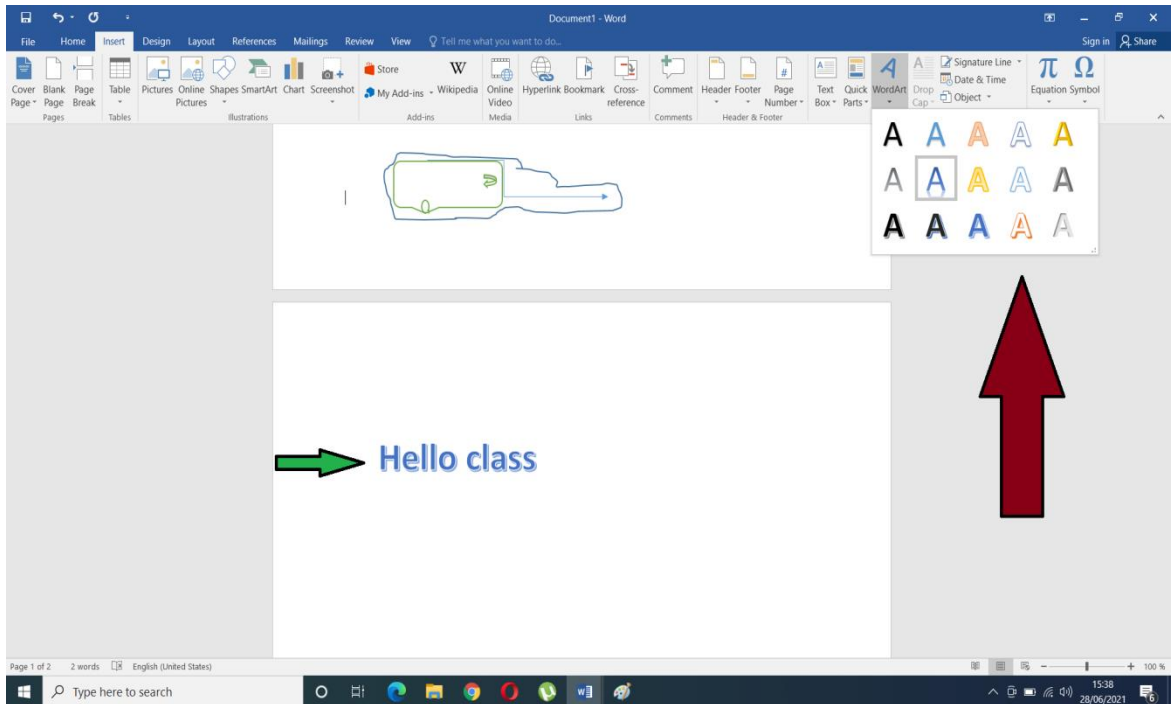 Document1 - Word
File Home Insert Design Layout References Mailings Review View Tell me what you want to do... Sign in Share
Cover Page Blank Page Page Break Table Pictures Online Pictures Shapes SmartArt Chart Screenshot Store My Add-ins W Wikipedia Online Video Hyperlink Bookmark Cross-reference Comment Header Footer Page Number Text Box Quick Parts WordArt Drop Cap Signature Line Date & Time Object Equation Symbol
Pages Tables Illustrations Add-ins Media Links Comments Header & Footer
A A A A A
A A A A A
A A A A A
Hello class
Page 1 of 2 2 words English (United States) 100 %
Type here to search 15:38
28/06/2021 6